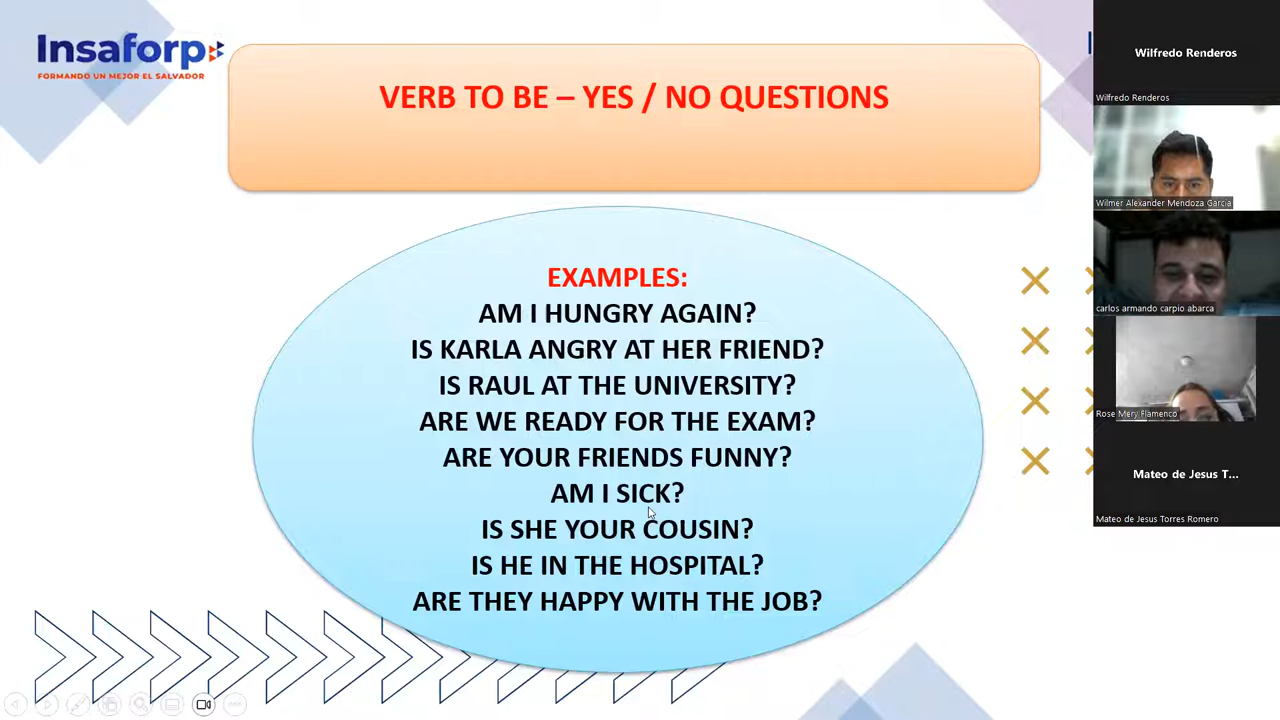 Insaforp
FORMANDO UN MEJOR EL SALVADOR
VERB TO BE – YES / NO QUESTIONS
EXAMPLES:
AM I HUNGRY AGAIN?
IS KARLA ANGRY AT HER FRIEND?
IS RAUL AT THE UNIVERSITY?
ARE WE READY FOR THE EXAM?
ARE YOUR FRIENDS FUNNY?
AM I SICK?
IS SHE YOUR COUSIN?
IS HE IN THE HOSPITAL?
ARE THEY HAPPY WITH THE JOB?
Wilfredo Renderos
Wilfredo Renderos
Wilmer Alexander Mendoza Garcia
carlos armando carpio abarca
Rose Mery Flamenco
Mateo de Jesus T...
Mateo de Jesus Torres Romero